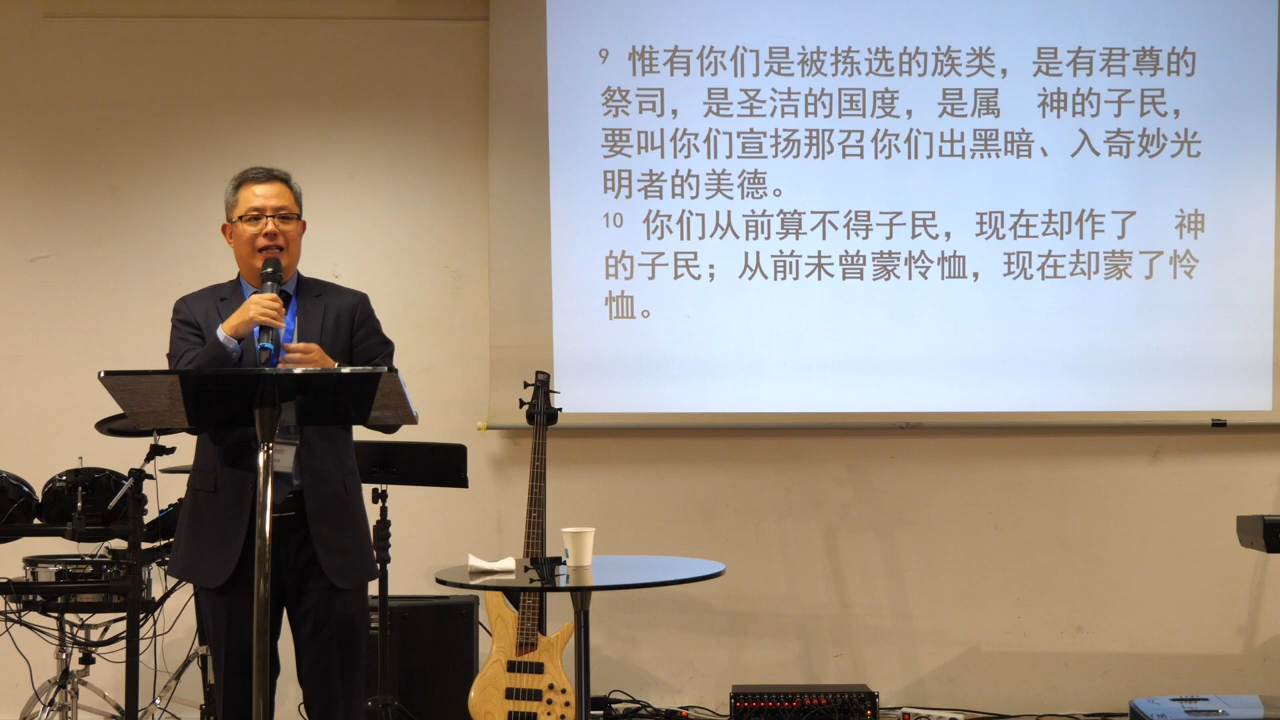 9 惟有你们是被拣选的族类，是有君尊的
祭司，是圣洁的国度，是属　神的子民，
要叫你们宣扬那召你们出黑暗、入奇妙光
明者的美德。
10 你们从前算不得子民，现在却作了　神
的子民；从前未曾蒙怜恤，现在却蒙了怜
恤。